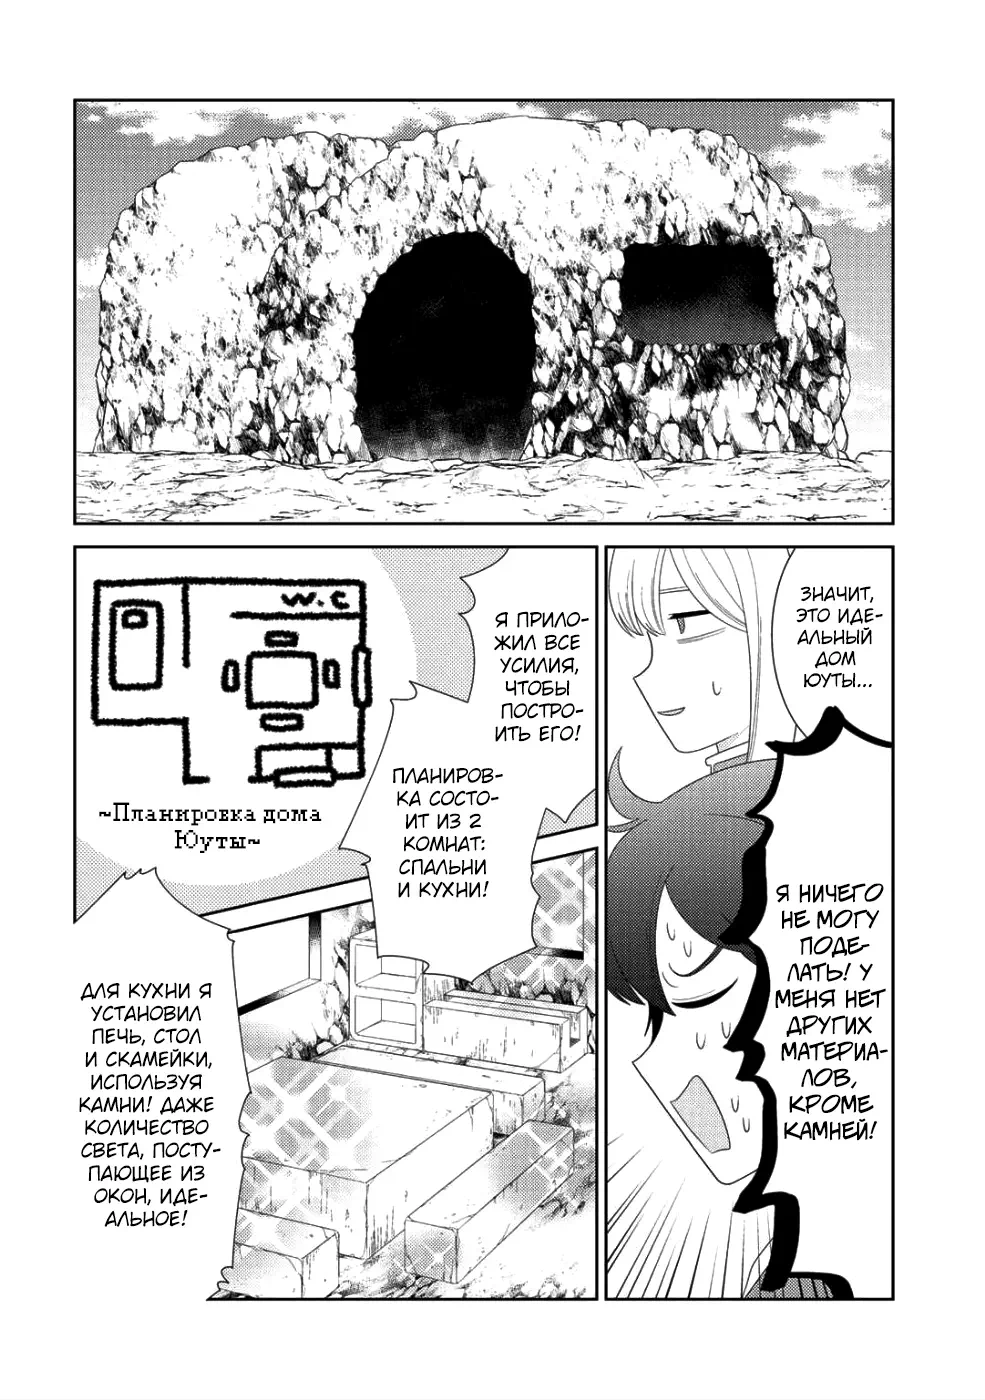 ЗНАЧИТ,
ЭТО ИДЕ-
АЛЬНЫЙ
ДОМ
ЮУТЫ...
Я НИЧЕГО
НЕ МОГУ
ПОДЕ-
ЛАТЬ! У
МЕНЯ НЕТ
ДРУГИХ
МАТЕРИА-
ЛОВ,
КРОМЕ
КАМНЕЙ!
Я ПРИЛО-
ЖИЛ ВСЕ
УСИЛИЯ,
ЧТОБЫ
ПОСТРО-
ИТЬ ЕГО!
ПЛАНИРОВ-
КА СОСТО-
ИТ ИЗ 2
КОМНАТ:
СПАЛЬНИ
И КУХНИ!
W.C
~Планировка дома
Юуты~
ДЛЯ КУХНИ Я
УСТАНОВИЛ
ПЕЧЬ, СТОЛ
И СКАМЕЙКИ,
ИСПОЛЬЗУЯ
КАМНИ! ДАЖЕ
КОЛИЧЕСТВО
СВЕТА, ПОСТУ-
ПАЮЩЕЕ ИЗ
ОКОН, ИДЕ-
АЛЬНОЕ!